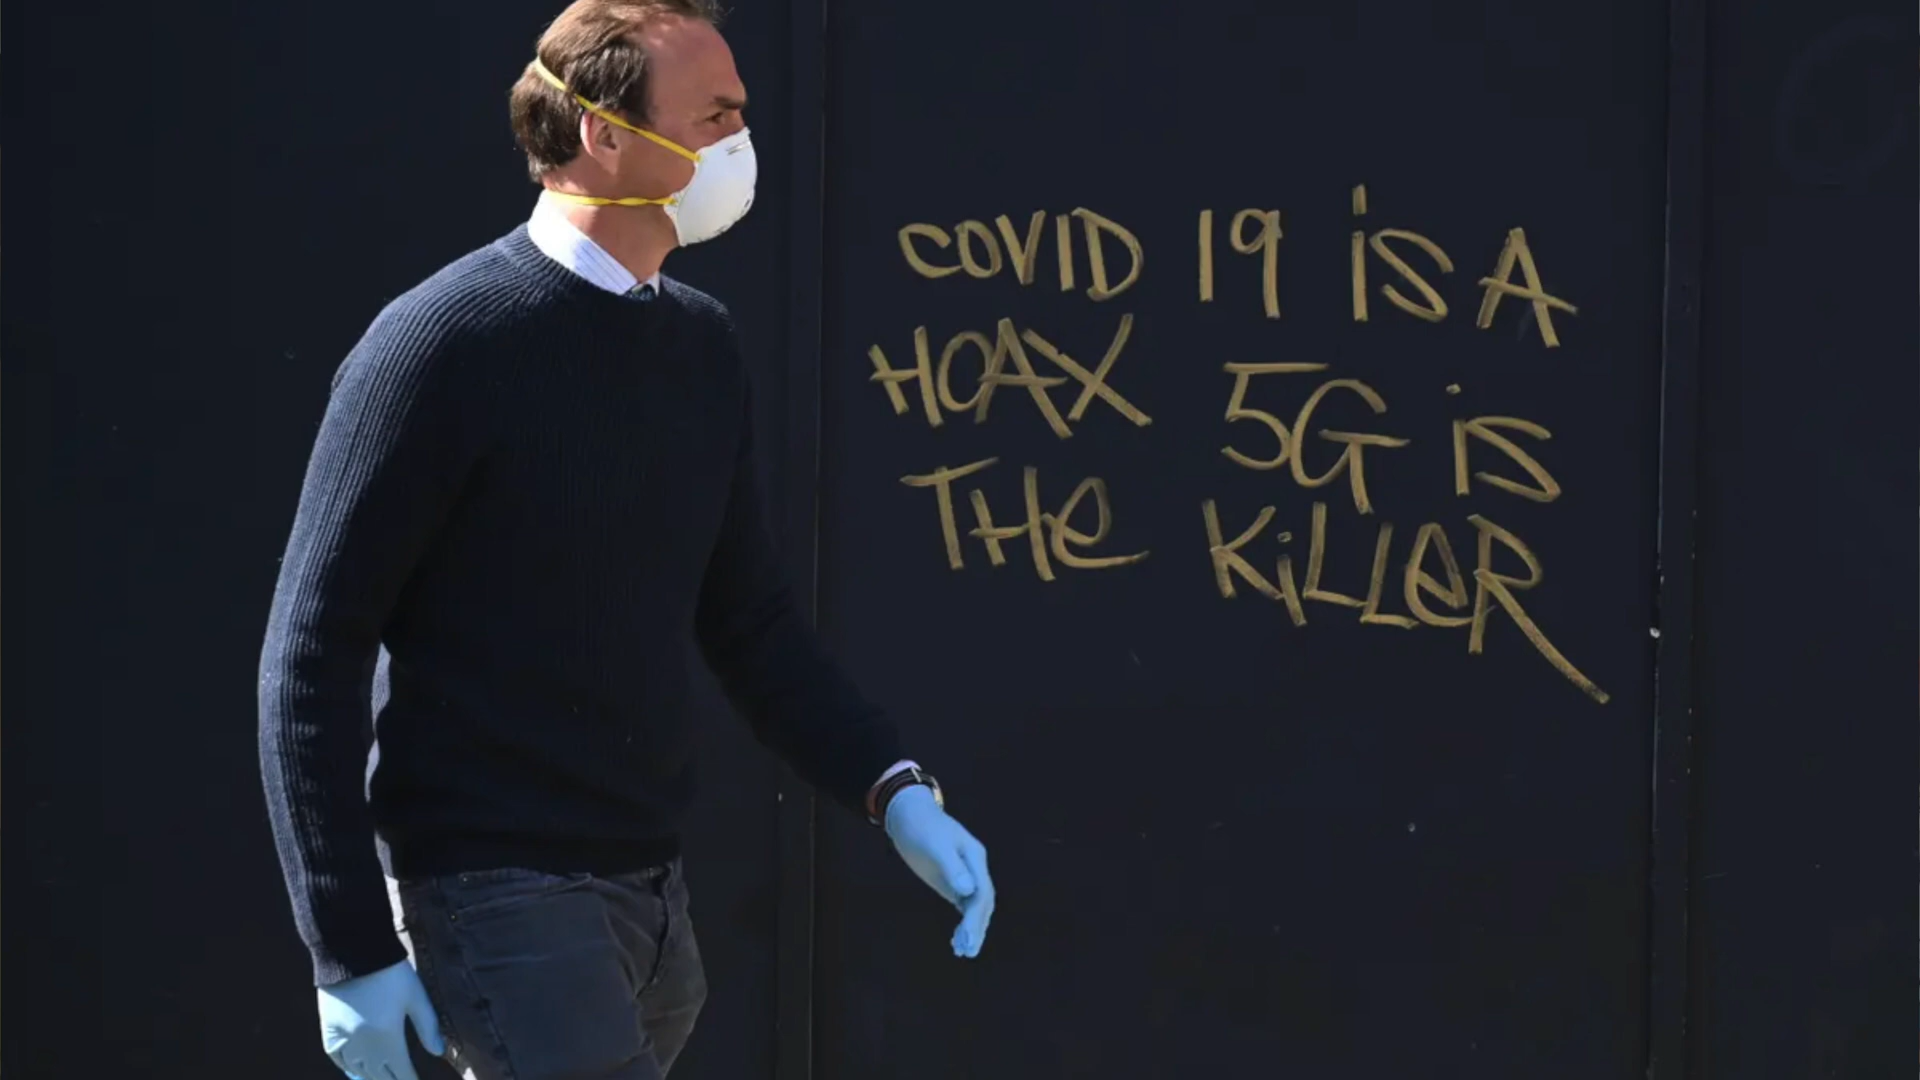 COVID 19 iS A
HOAX 5G iS
THe KiLLeR